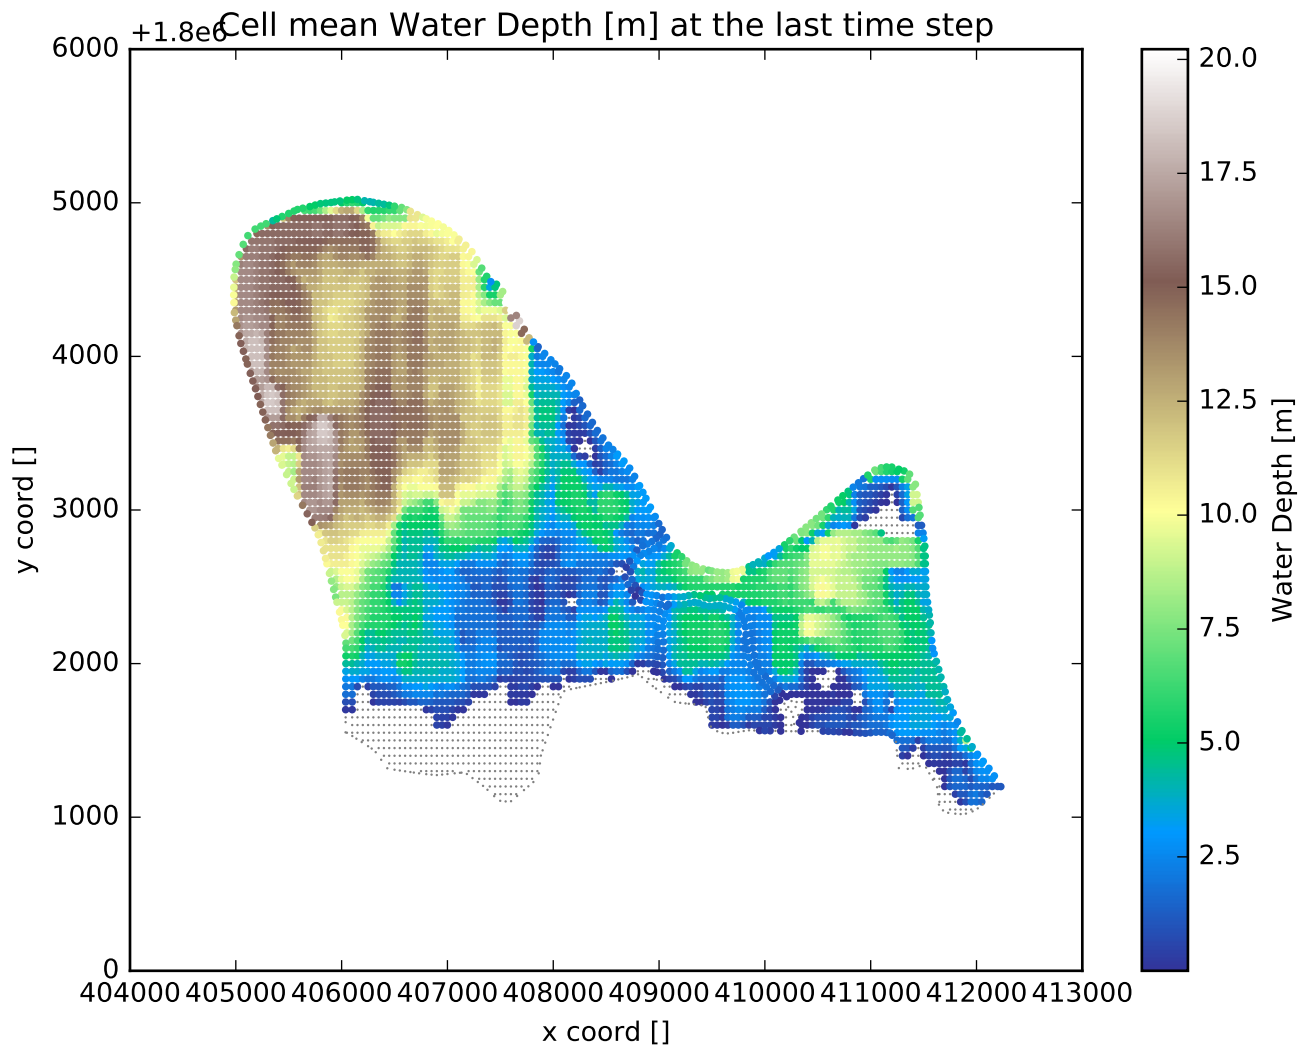 +1.8e6
Cell mean Water Depth [m] at the last time step
6000
5000
4000
3000
2000
1000
0
y coord []
404000 405000 406000 407000 408000 409000 410000 411000 412000 413000
x coord []
20.0
17.5
15.0
12.5
10.0
7.5
5.0
2.5
Water Depth [m]